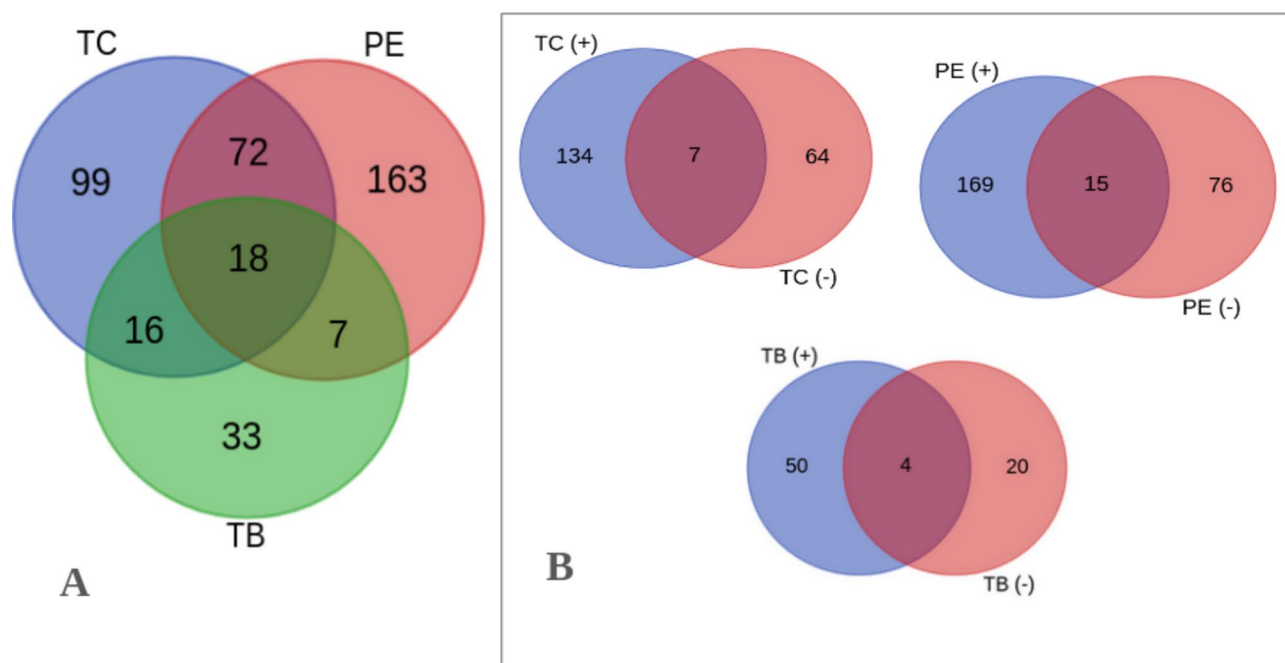 TC
PE
72
99
163
18
16
7
33
TB
A
TC (+)
134
7
64
TC (-)
PE (+)
169
15
76
PE (-)
TB (+)
50
4
20
TB (-)
B